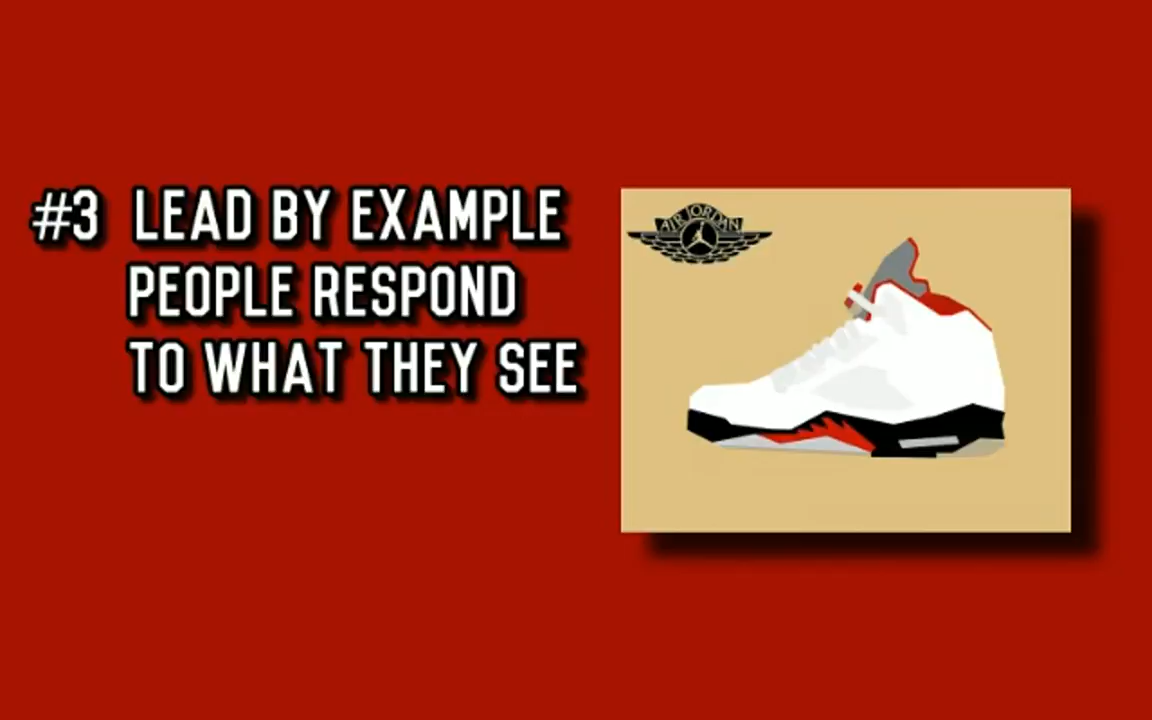 #3 LEAD BY EXAMPLE
PEOPLE RESPOND
TO WHAT THEY SEE
AIR JORDAN